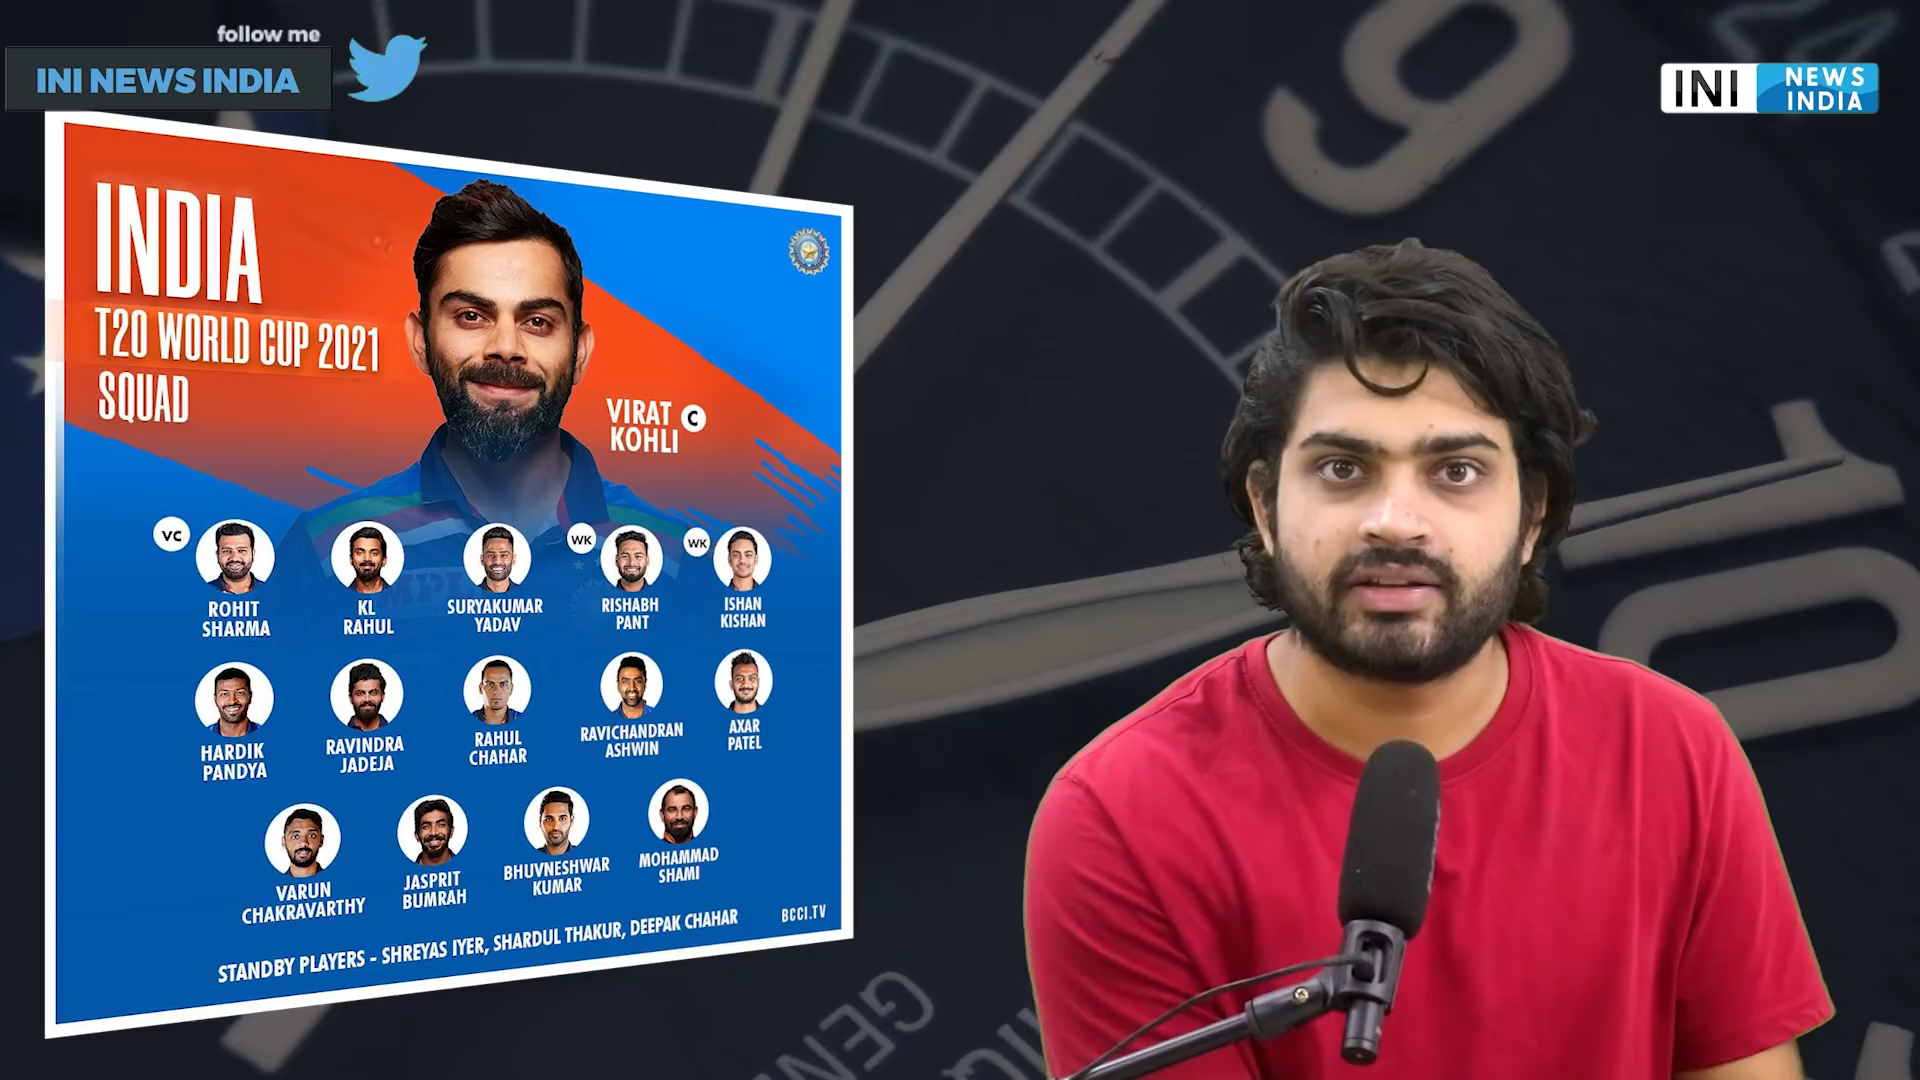 follow me
INI NEWS INDIA
INI NEWS
INDIA
24
9
INDIA
T20 WORLD CUP 2021
SQUAD
VIRAT C
KOHLI
VC
WK
WK
ROHIT
SHARMA
KL
RAHUL
SURYAKUMAR
YADAV
RISHABH
PANT
ISHAN
KISHAN
HARDIK
PANDYA
RAVINDRA
JADEJA
RAHUL
CHAHAR
RAVICHANDRAN
ASHWIN
AXAR
PATEL
VARUN
CHAKRAVARTHY
JASPRIT
BUMRAH
BHUVNESHWAR
KUMAR
MOHAMMAD
SHAMI
STANDBY PLAYERS - SHREYAS IYER, SHARDUL THAKUR, DEEPAK CHAHAR
BCCI.TV
10